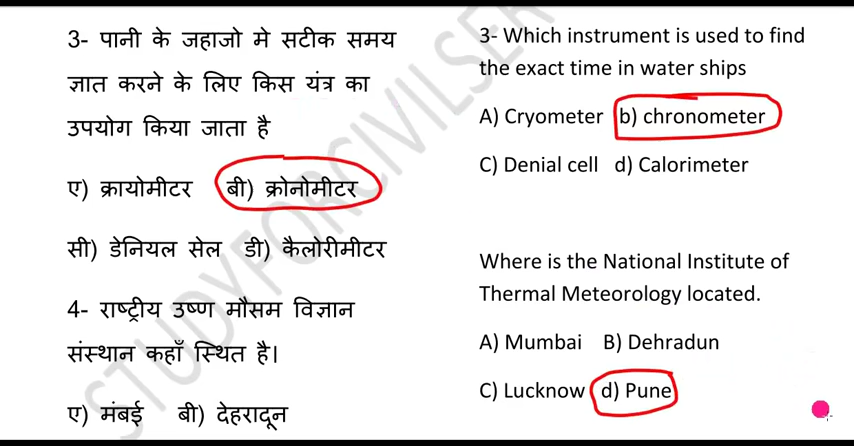 3- पानी के जहाजो मे सटीक समय
ज्ञात करने के लिए किस यंत्र का
उपयोग किया जाता है
ए) क्रायोमीटर बी) क्रोनोमीटर
सी) डेनियल सेल डी) कैलोरीमीटर
4- राष्ट्रीय उष्ण मौसम विज्ञान
संस्थान कहाँ स्थित है।
ए) मंबई बी) देहरादून
3- Which instrument is used to find
the exact time in water ships
A) Cryometer b) chronometer
C) Denial cell d) Calorimeter
Where is the National Institute of
Thermal Meteorology located.
A) Mumbai B) Dehradun
C) Lucknow d) Pune
STUDYFORCIVILSER